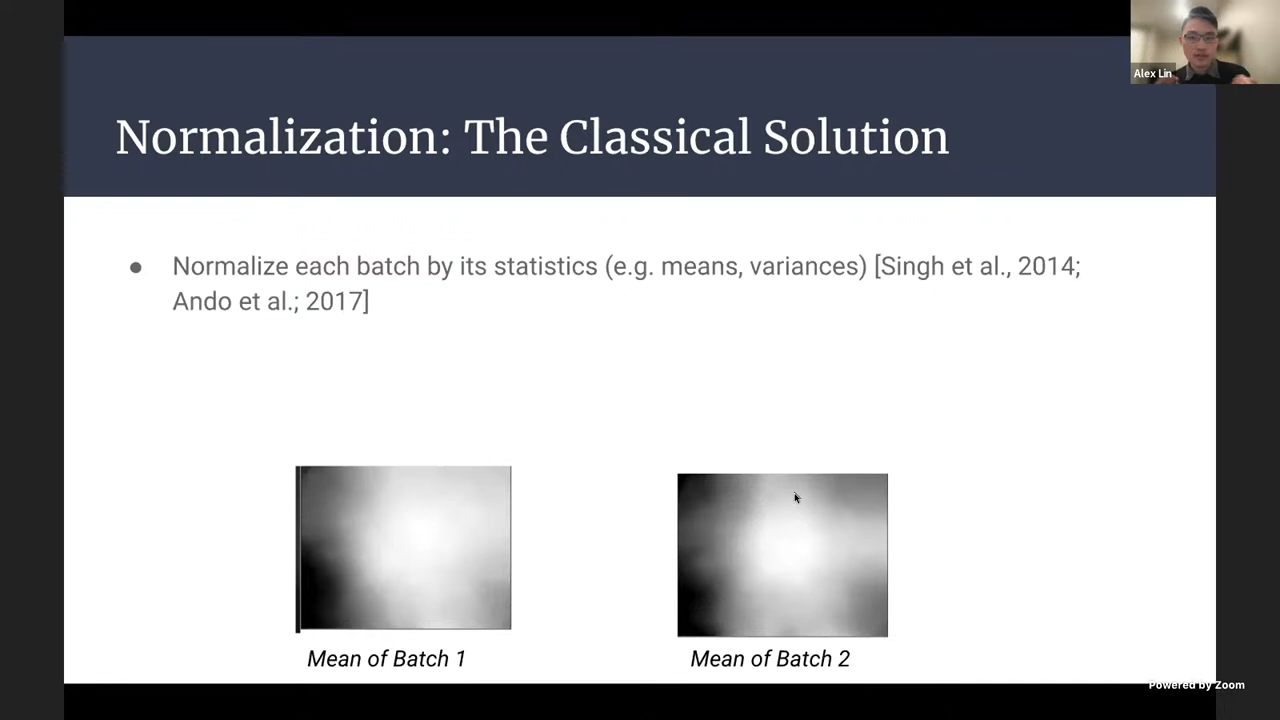 Alex Lin
Normalization: The Classical Solution
● Normalize each batch by its statistics (e.g. means, variances) [Singh et al., 2014;
Ando et al.; 2017]
Mean of Batch 1
Mean of Batch 2
Powered by Zoom